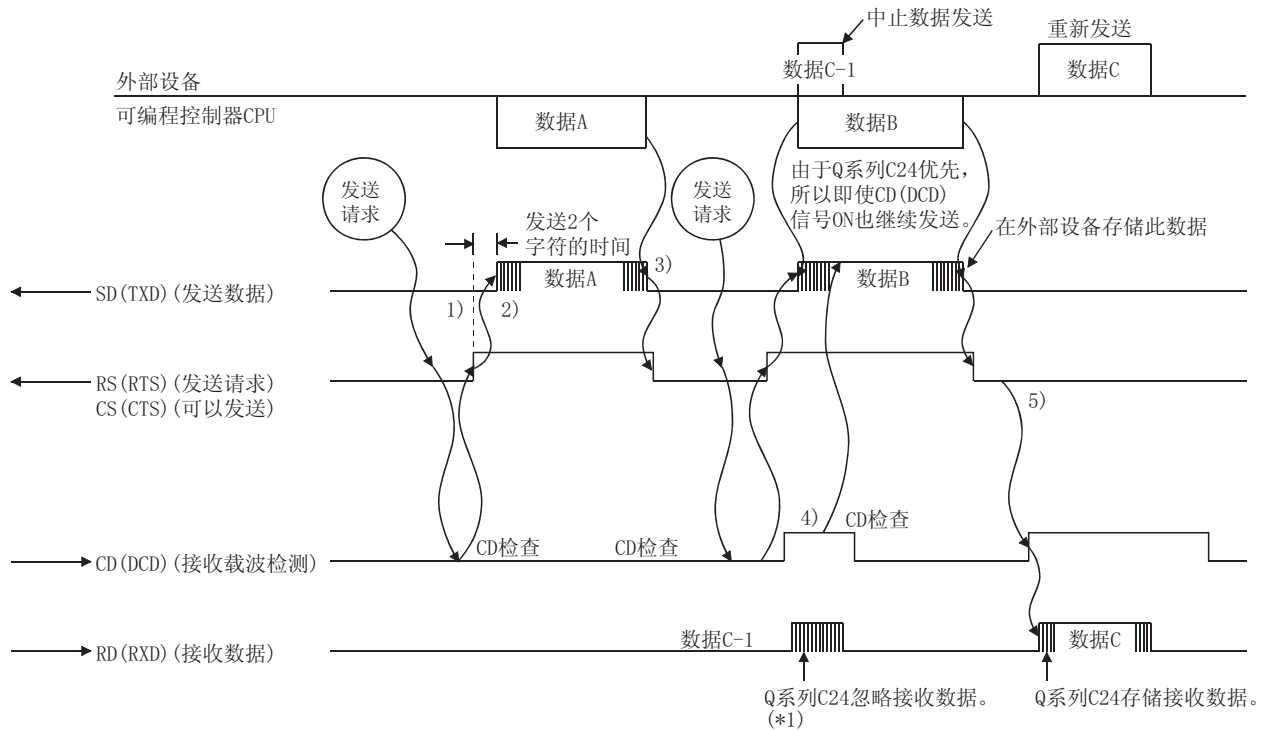 中止数据发送
重新发送
数据C-1
数据C
外部设备
可编程控制器CPU
数据A
数据B
发送
请求
发送
请求
由于Q系列C24优先，
所以即使CD(DCD)
信号ON也继续发送。
发送2个
字符的时间
在外部设备存储此数据
3)
数据A
数据B
SD(TXD)(发送数据)
1)
2)
RS(RTS)(发送请求)
CS(CTS)(可以发送)
5)
4)
CD检查
CD检查
CD检查
CD(DCD)(接收载波检测)
数据C-1
数据C
RD(RXD)(接收数据)
Q系列C24忽略接收数据。
(*1)
Q系列C24存储接收数据。